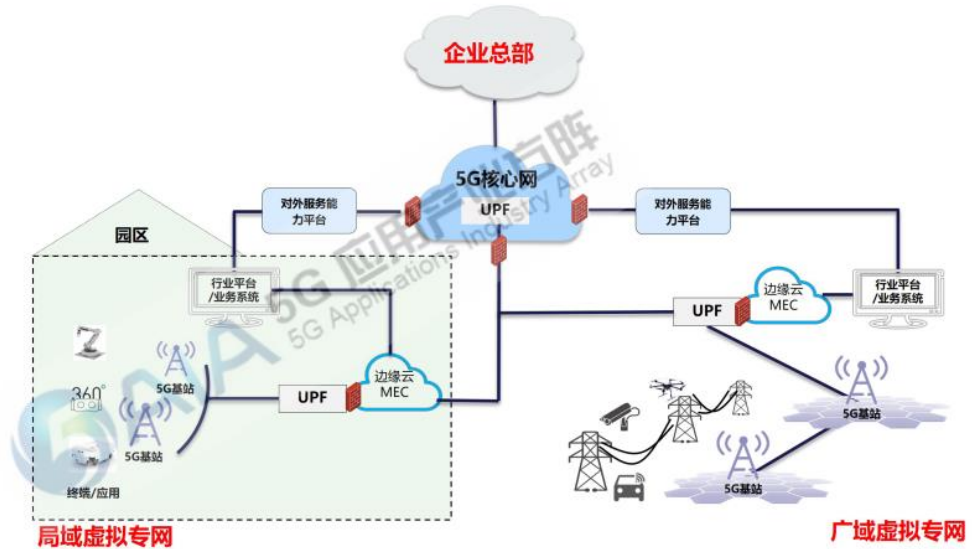 企业总部
5G核心网
UPF
对外服务能
力平台
对外服务能
力平台
园区
行业平台
/业务系统
边缘云
MEC
行业平台
/业务系统
UPF
5G基站
360°
UPF
边缘云
MEC
5G基站
5G基站
5G基站
终端/应用
局域虚拟专网
广域虚拟专网
5G 应用产业方阵
5G Applications Industry Array